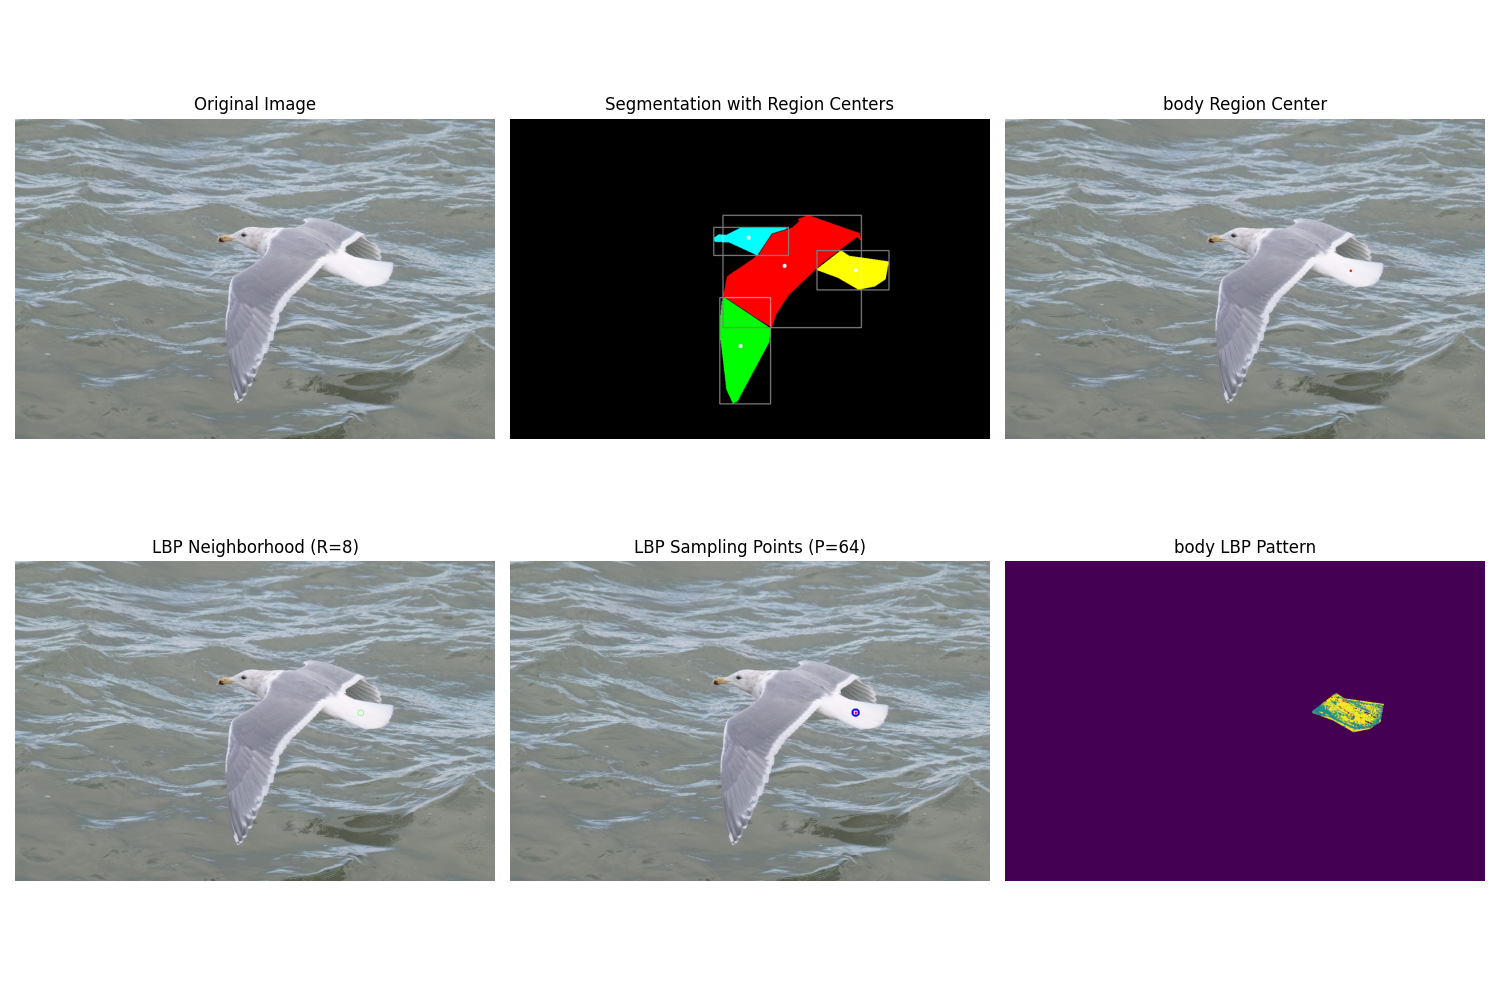 Original Image
Segmentation with Region Centers
body Region Center
LBP Neighborhood (R=8)
LBP Sampling Points (P=64)
body LBP Pattern